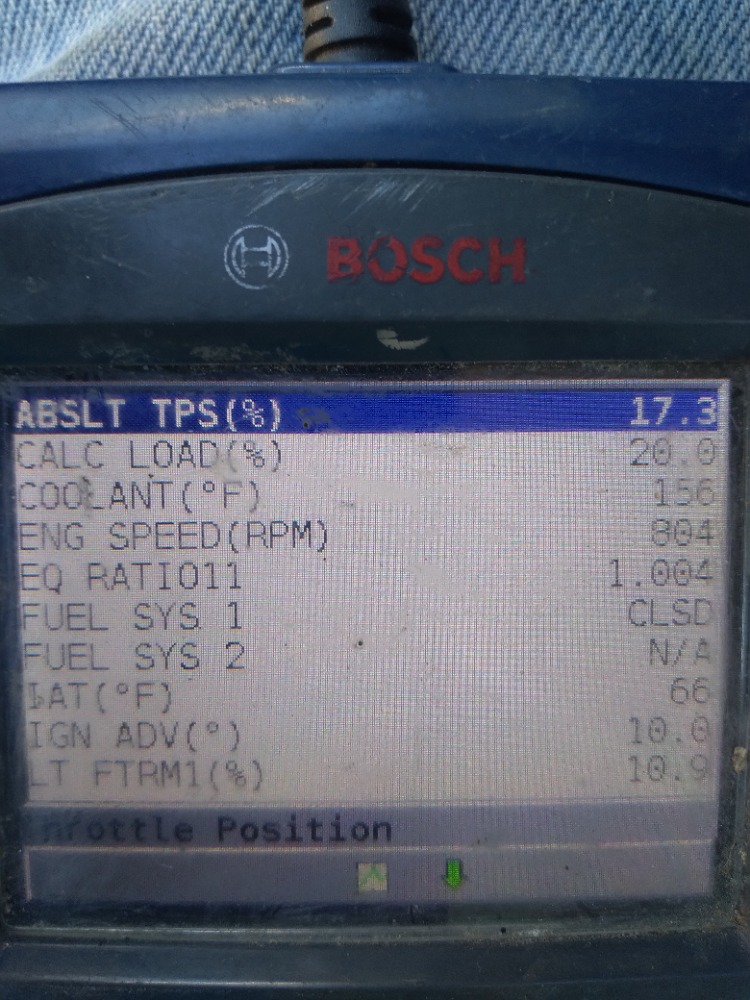 BOSCH
ABSLT TPS(%) 17.3
CALC LOAD(%) 20.0
COOLANT(°F) 156
ENG SPEED(RPM) 804
EQ RATIO11 1.004
FUEL SYS 1 CLSD
FUEL SYS 2 N/A
IAT(°F) 66
IGN ADV(°) 10.0
LT FTRM1(%) 10.9
Throttle Position